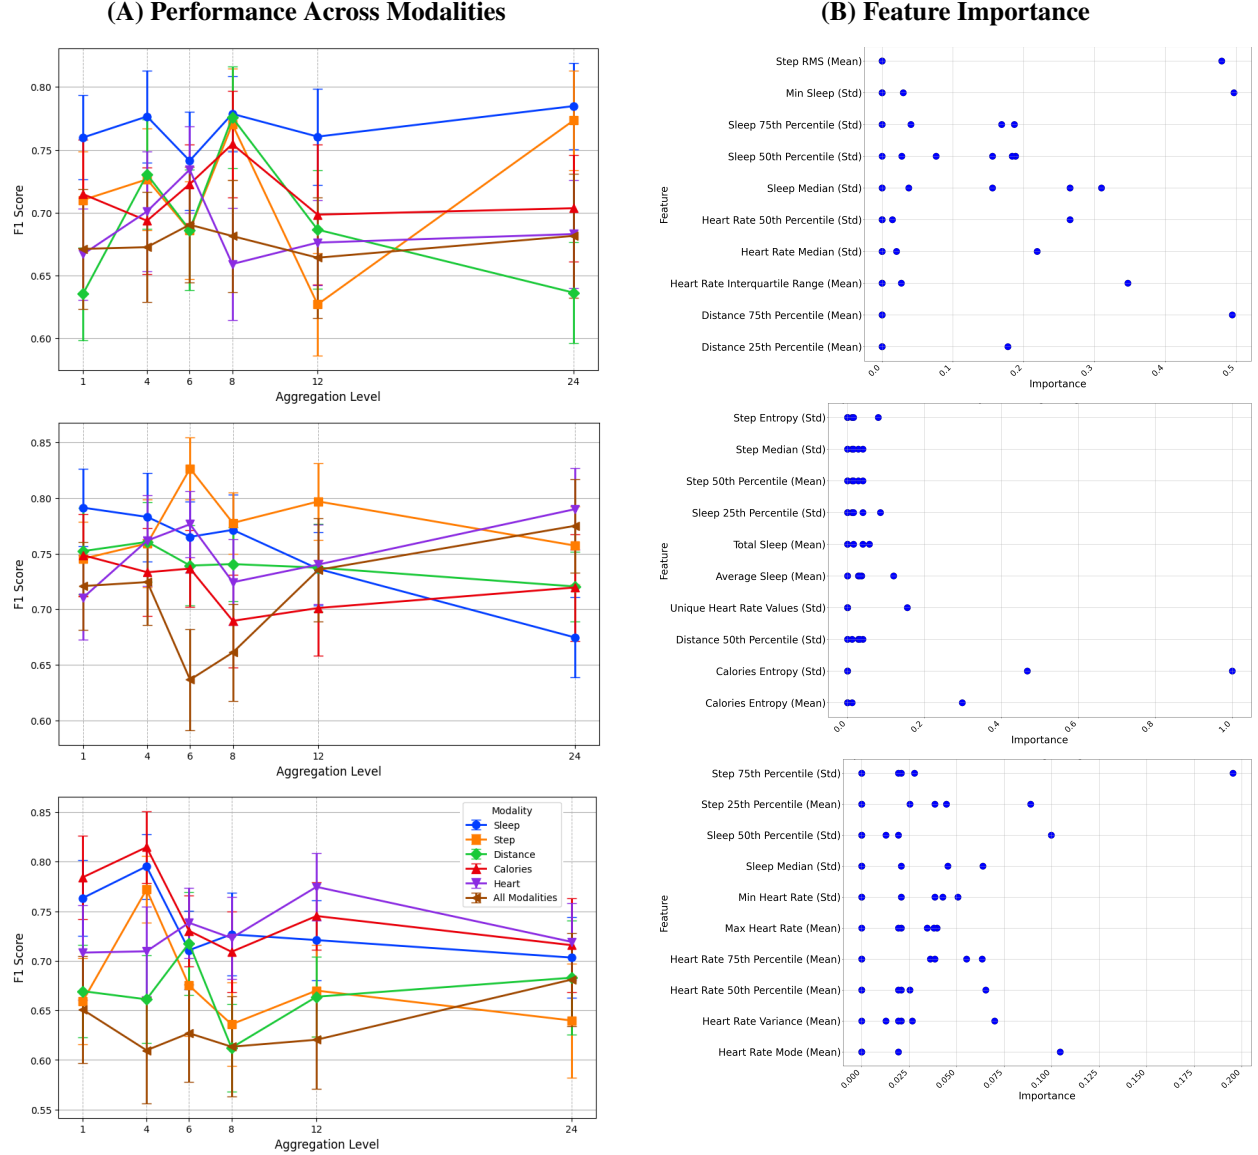 (A) Performance Across Modalities
(B) Feature Importance
F1 Score
0.80
0.75
0.70
0.65
0.60
1
4
6
8
12
24
Aggregation Level
Feature
Step RMS (Mean)
Min Sleep (Std)
Sleep 75th Percentile (Std)
Sleep 50th Percentile (Std)
Sleep Median (Std)
Heart Rate 50th Percentile (Std)
Heart Rate Median (Std)
Heart Rate Interquartile Range (Mean)
Distance 75th Percentile (Mean)
Distance 25th Percentile (Mean)
0.0
0.1
0.2
0.3
0.4
0.5
Importance
F1 Score
0.85
0.80
0.75
0.70
0.65
0.60
1
4
6
8
12
24
Aggregation Level
Feature
Step Entropy (Std)
Step Median (Std)
Step 50th Percentile (Mean)
Sleep 25th Percentile (Std)
Total Sleep (Mean)
Average Sleep (Mean)
Unique Heart Rate Values (Std)
Distance 50th Percentile (Std)
Calories Entropy (Std)
Calories Entropy (Mean)
0.0
0.2
0.4
0.6
0.8
1.0
Importance
F1 Score
0.85
0.80
0.75
0.70
0.65
0.60
0.55
Modality
Sleep
Step
Distance
Calories
Heart
All Modalities
1
4
6
8
12
24
Aggregation Level
Feature
Step 75th Percentile (Std)
Step 25th Percentile (Mean)
Sleep 50th Percentile (Std)
Sleep Median (Std)
Min Heart Rate (Std)
Max Heart Rate (Mean)
Heart Rate 75th Percentile (Mean)
Heart Rate 50th Percentile (Mean)
Heart Rate Variance (Mean)
Heart Rate Mode (Mean)
0.000
0.025
0.050
0.075
0.100
0.125
0.150
0.175
0.200
Importance